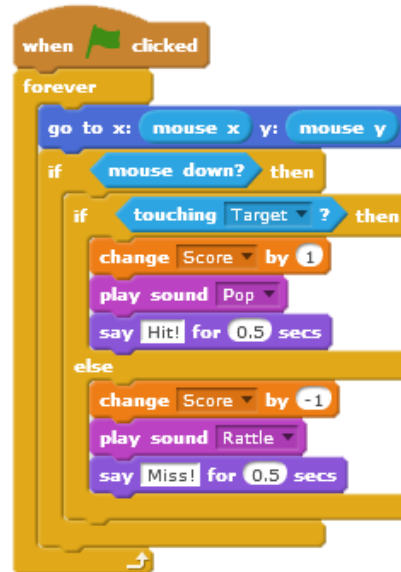 when clicked
forever
go to x: mouse x y: mouse y
if mouse down? then
if touching Target ? then
change Score by 1
play sound Pop
say Hit! for 0.5 secs
else
change Score by -1
play sound Rattle
say Miss! for 0.5 secs